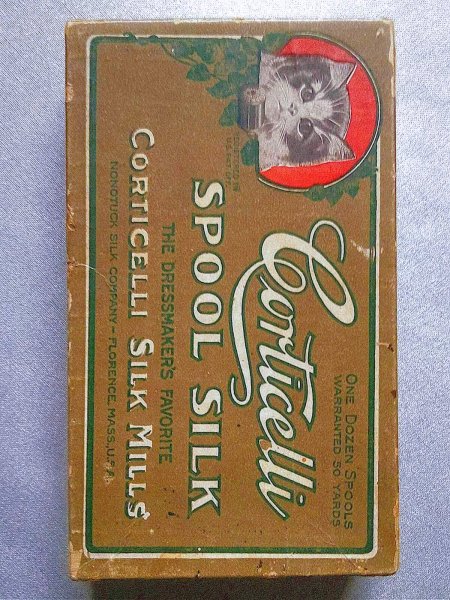 ONE DOZEN SPOOLS
WARRANTED 50 YARDS
Corticelli
SPOOL SILK
THE DRESSMAKERS FAVORITE
CORTICELLI SILK MILLS
NONOTUCK SILK COMPANY - FLORENCE, MASS. U.S.A.